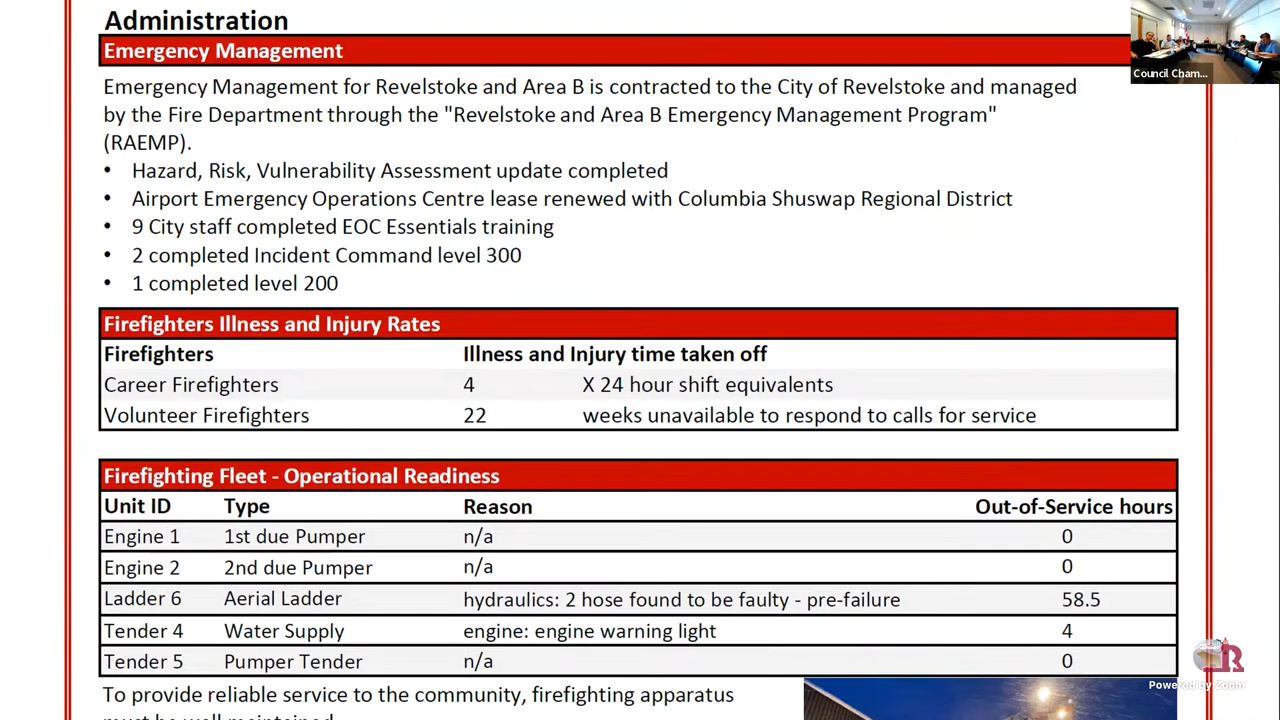 Administration
Emergency Management
Emergency Management for Revelstoke and Area B is contracted to the City of Revelstoke and managed
by the Fire Department through the "Revelstoke and Area B Emergency Management Program"
(RAEMP).
• Hazard, Risk, Vulnerability Assessment update completed
• Airport Emergency Operations Centre lease renewed with Columbia Shuswap Regional District
• 9 City staff completed EOC Essentials training
• 2 completed Incident Command level 300
• 1 completed level 200
Firefighters Illness and Injury Rates
Firefighters Illness and Injury time taken off
Career Firefighters 4 X 24 hour shift equivalents
Volunteer Firefighters 22 weeks unavailable to respond to calls for service
Firefighting Fleet - Operational Readiness
Unit ID Type Reason Out-of-Service hours
Engine 1 1st due Pumper n/a 0
Engine 2 2nd due Pumper n/a 0
Ladder 6 Aerial Ladder hydraulics: 2 hose found to be faulty - pre-failure 58.5
Tender 4 Water Supply engine: engine warning light 4
Tender 5 Pumper Tender n/a 0
To provide reliable service to the community, firefighting apparatus
must be well maintained
Council Cham...
R
Powered by Zoom